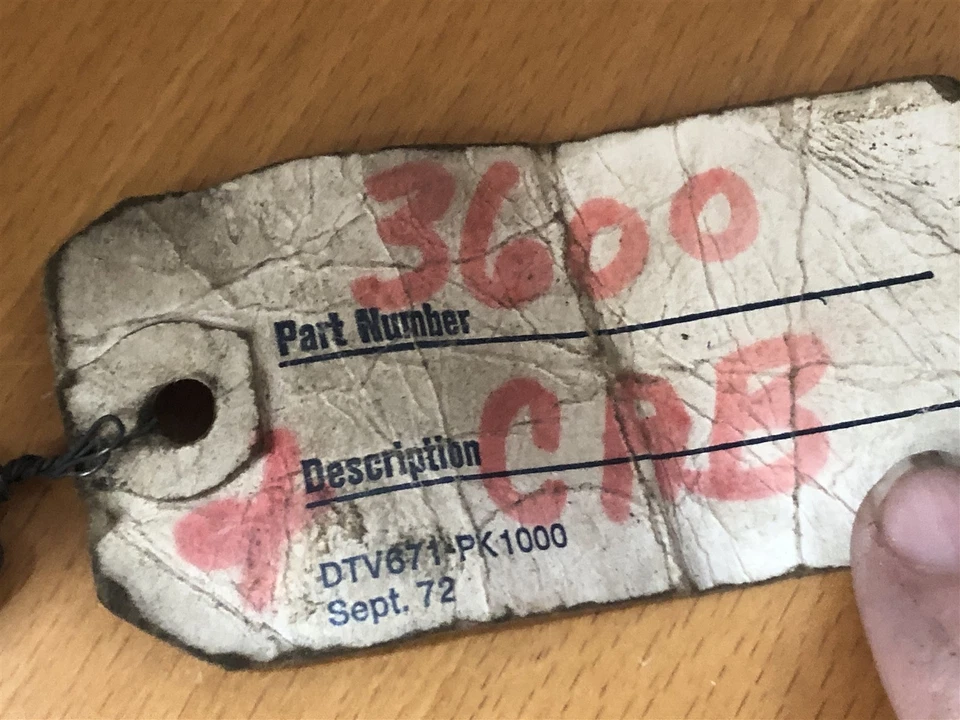 3600
Part Number
CRB
Description
DTV671-PK1000
Sept. 72